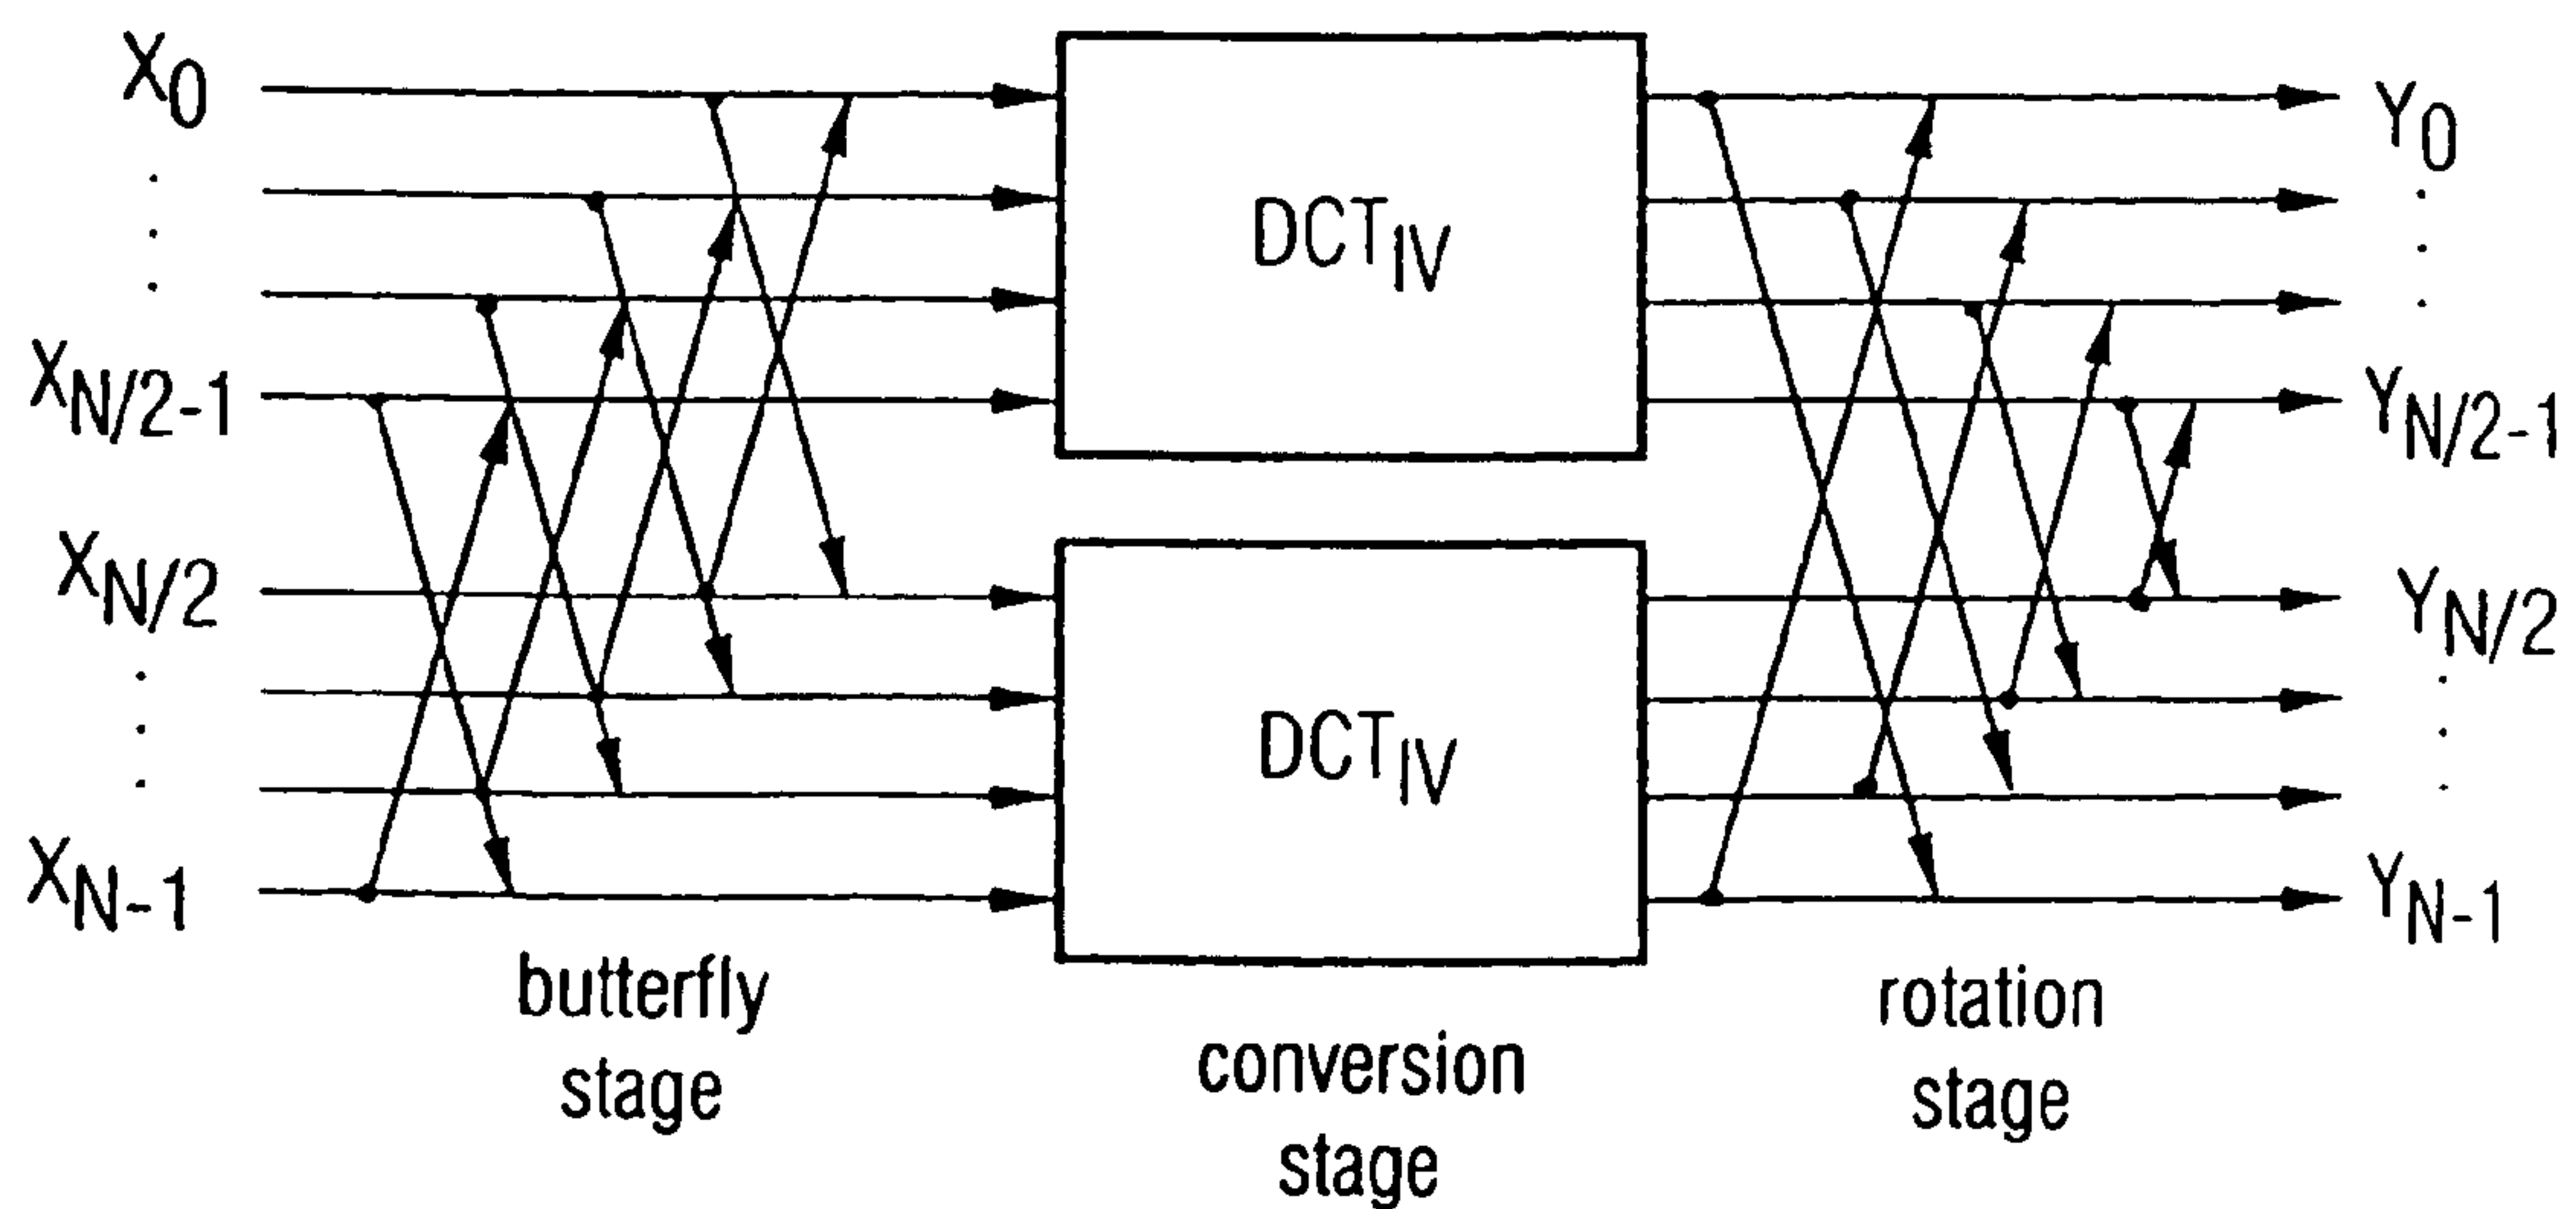 X0
XN/2-1
XN/2
XN-1
butterfly
stage
DCTIV
DCTIV
conversion
stage
Y0
YN/2-1
YN/2
YN-1
rotation
stage